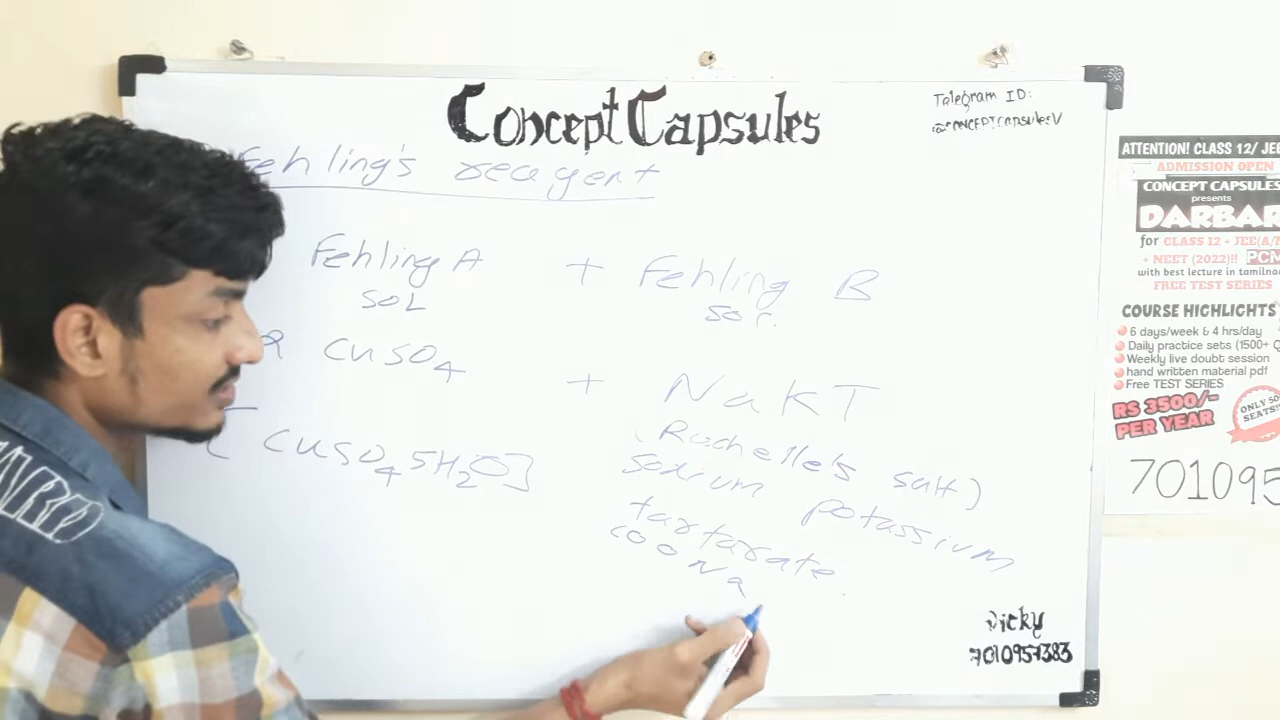 Concept Capsules
Telegram ID:
@CONCEPTCapsulesV
Fehling's reagent
Fehling A + Fehling B
SOL
Sol.
CuSO4 + NaKT
(Rochelle's salt)
[CuSO4 5H2O]
Sodium potassium
tartarate
COONa
Vicky
7010957383
ATTENTION! CLASS 12/ JEE
ADMISSION OPEN
CONCEPT CAPSULES
presents
DARBAR
for CLASS 12 + JEE(A/
+ NEET (2022)!! PCM
with best lecture in tamilna
FREE TEST SERIES
COURSE HIGHLIGHTS
6 days/week & 4 hrs/day
Daily practice sets (1500+ Q
Weekly live doubt session
hand written material pdf
Free TEST SERIES
RS 3500/-
PER YEAR
ONLY 50
SEATS!!
701095